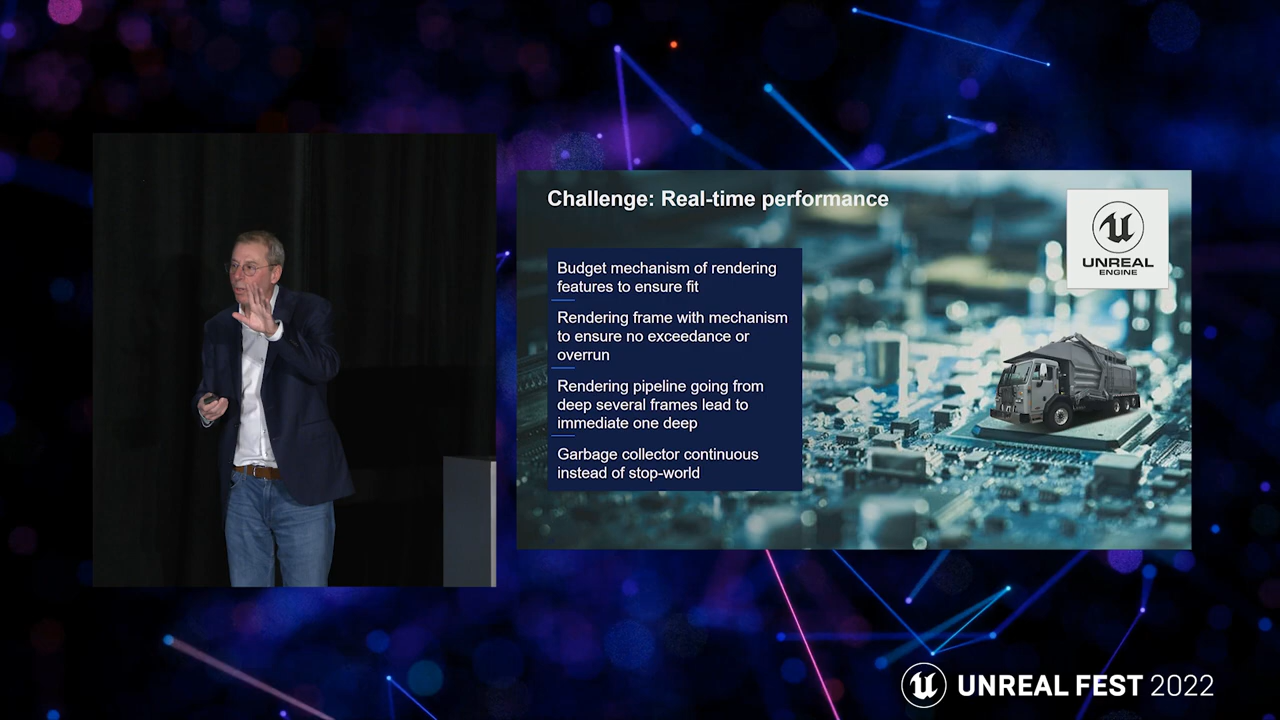 Challenge: Real-time performance
UNREAL
ENGINE
Budget mechanism of rendering
features to ensure fit
Rendering frame with mechanism
to ensure no exceedance or
overrun
Rendering pipeline going from
deep several frames lead to
immediate one deep
Garbage collector continuous
instead of stop-world
UNREAL FEST 2022